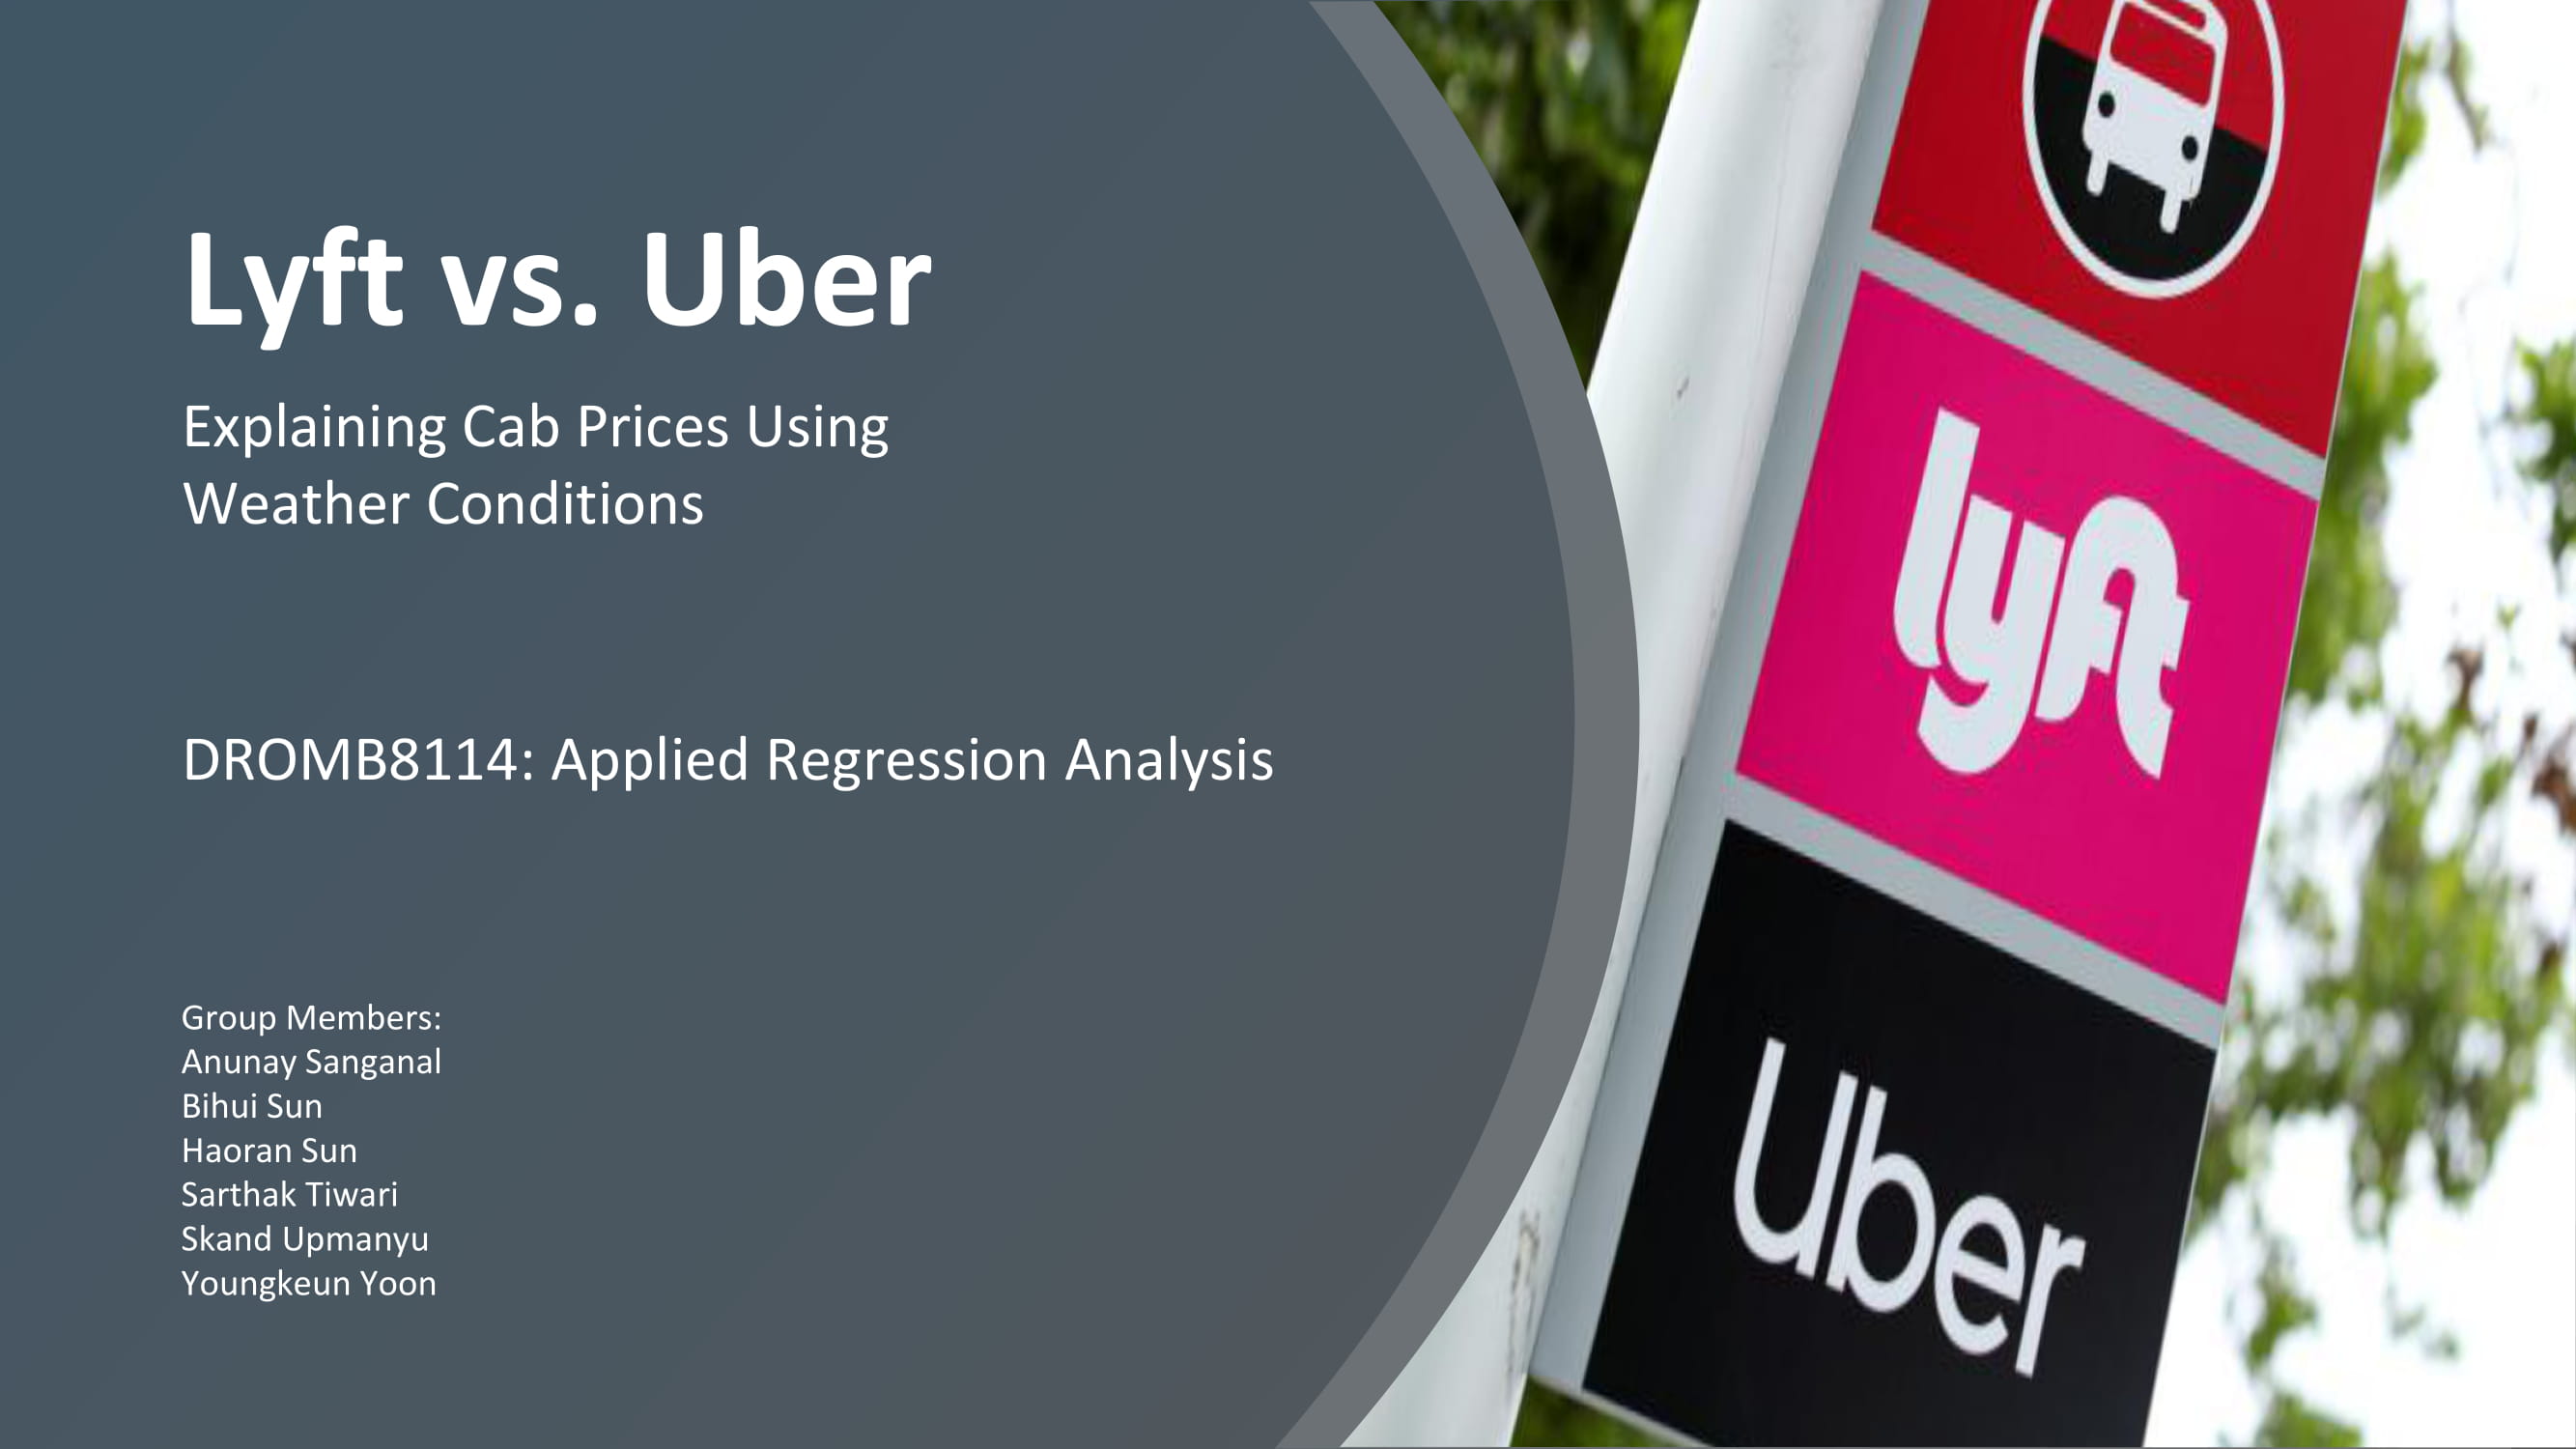 Lyft vs. Uber
Explaining Cab Prices Using
Weather Conditions
DROMB8114: Applied Regression Analysis
Group Members:
Anunay Sanganal
Bihui Sun
Haoran Sun
Sarthak Tiwari
Skand Upmanyu
Youngkeun Yoon
lyft
Uber